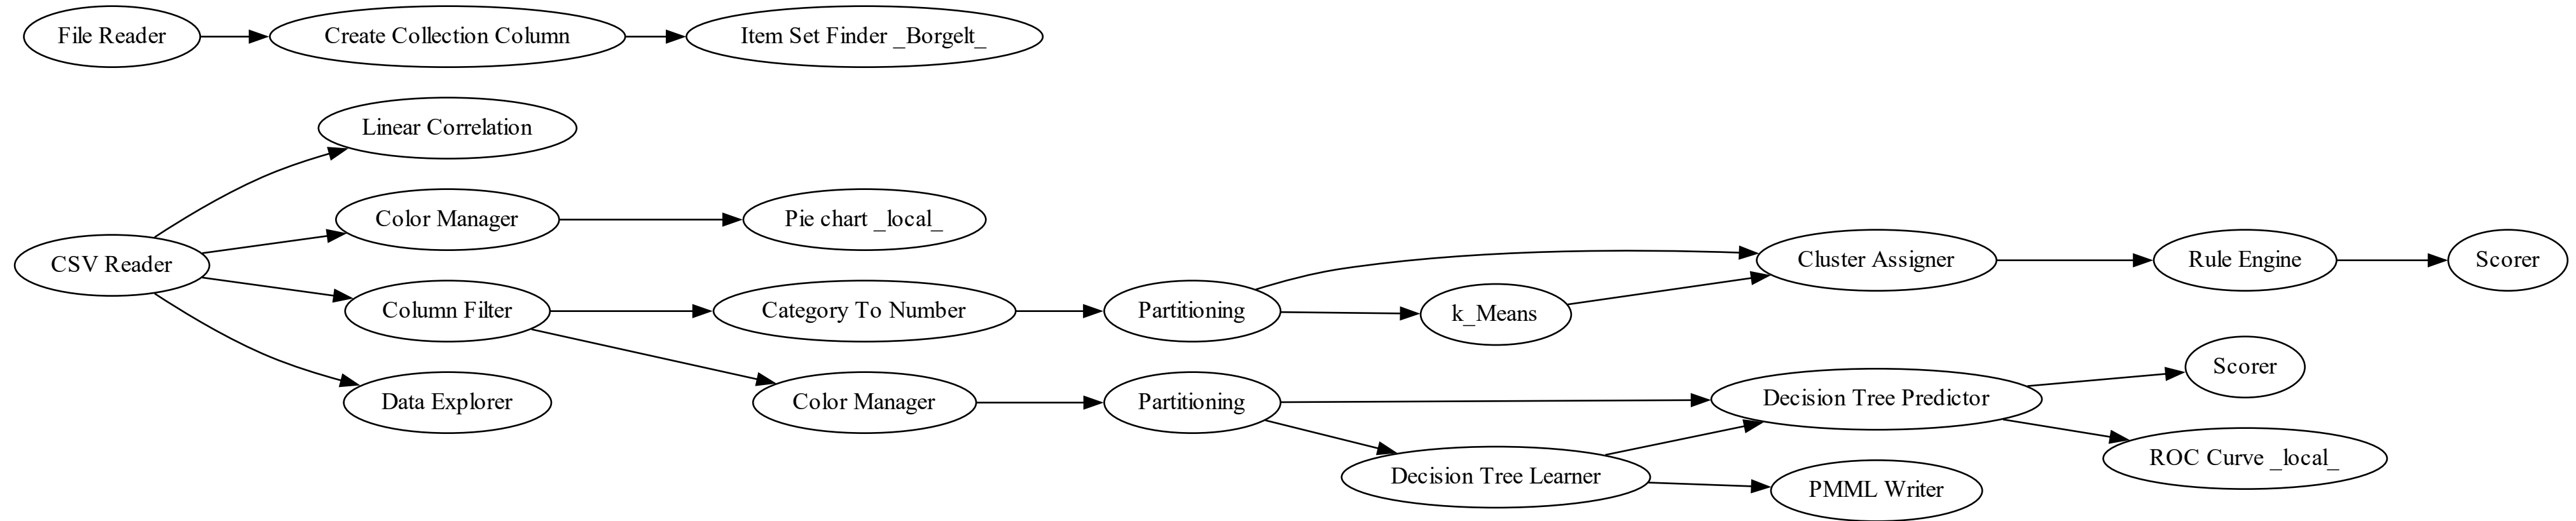 File Reader
Create Collection Column
Item Set Finder _Borgelt_
Linear Correlation
Color Manager
Pie chart _local_
CSV Reader
Column Filter
Category To Number
Partitioning
k_Means
Cluster Assigner
Rule Engine
Scorer
Data Explorer
Color Manager
Partitioning
Decision Tree Learner
Decision Tree Predictor
PMML Writer
Scorer
ROC Curve _local_